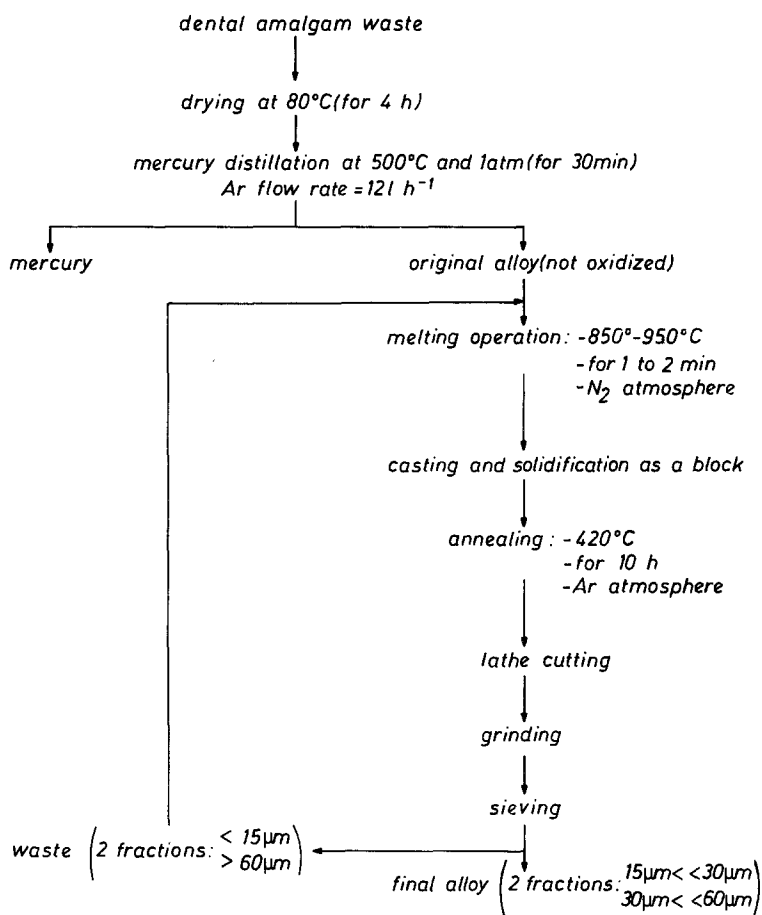 dental amalgam waste
drying at 80°C(for 4 h)
mercury distillation at 500°C and 1atm(for 30min)
Ar flow rate = 12 l h⁻¹
mercury
original alloy(not oxidized)
melting operation: -850°-950°C
-for 1 to 2 min
-N₂ atmosphere
casting and solidification as a block
annealing: -420°C
-for 10 h
-Ar atmosphere
lathe cutting
grinding
sieving
waste (2 fractions: < 15µm
> 60µm)
final alloy (2 fractions: 15µm< <30µm
30µm< <60µm)